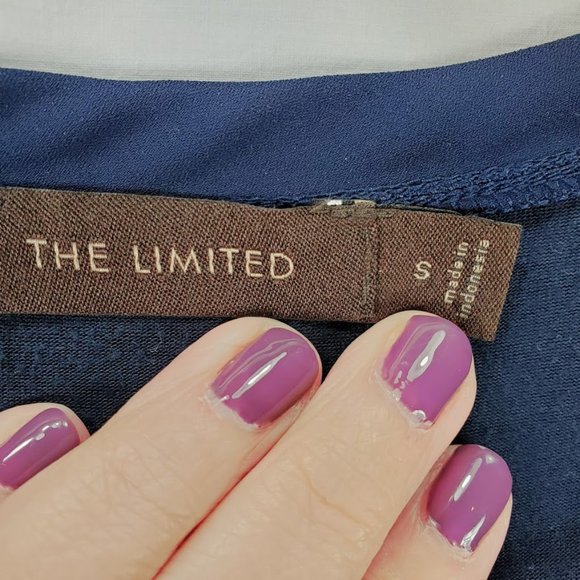 THE LIMITED
S
made in
indonesia